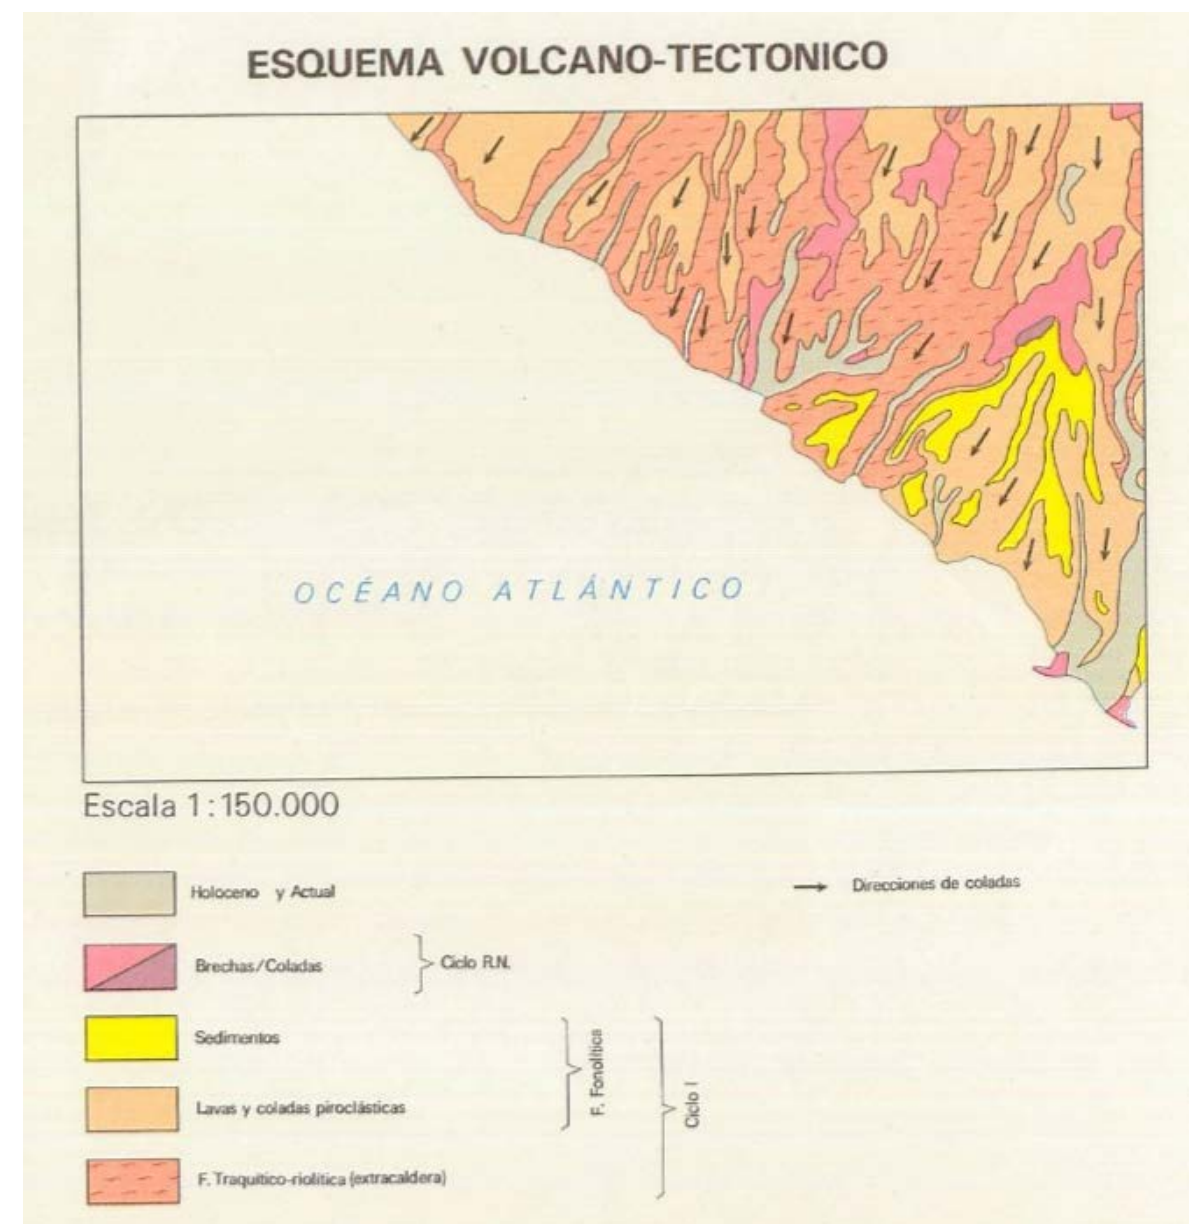 ESQUEMA VOLCANO-TECTONICO
OCÉANO ATLÁNTICO
Escala 1:150.000
Holoceno y Actual
Direcciones de coladas
Brechas/Coladas
Ciclo R.N.
Sedimentos
F. Fonolítica
Ciclo I
Lavas y coladas piroclásticas
F. Traquítico-riolítica (extracaldera)